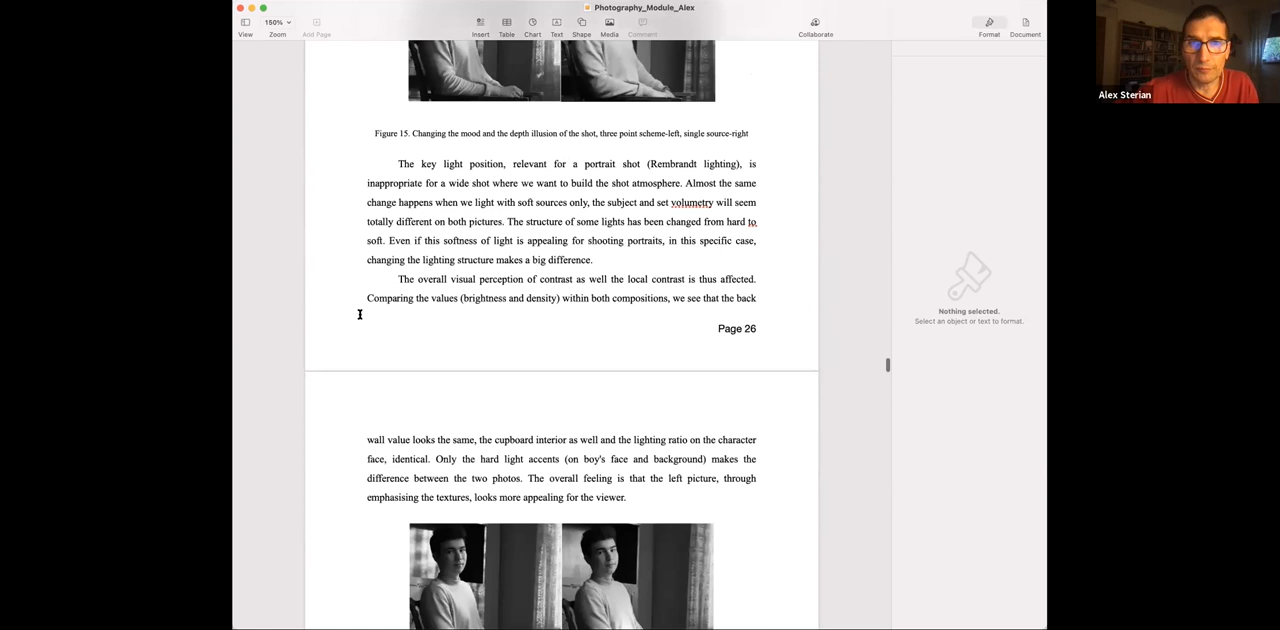 Photography_Module_Alex
150%
View
Zoom
Add Page
Insert
Table
Chart
Text
Shape
Media
Comment
Collaborate
Format
Document
Alex Sterian
Figure 15. Changing the mood and the depth illusion of the shot, three point scheme-left, single source-right
The key light position, relevant for a portrait shot (Rembrandt lighting), is
inappropriate for a wide shot where we want to build the shot atmosphere. Almost the same
change happens when we light with soft sources only, the subject and set volumetry will seem
totally different on both pictures. The structure of some lights has been changed from hard to
soft. Even if this softness of light is appealing for shooting portraits, in this specific case,
changing the lighting structure makes a big difference.
The overall visual perception of contrast as well the local contrast is thus affected.
Comparing the values (brightness and density) within both compositions, we see that the back
Page 26
wall value looks the same, the cupboard interior as well and the lighting ratio on the character
face, identical. Only the hard light accents (on boy's face and background) makes the
difference between the two photos. The overall feeling is that the left picture, through
emphasising the textures, looks more appealing for the viewer.
Nothing selected.
Select an object or text to format.